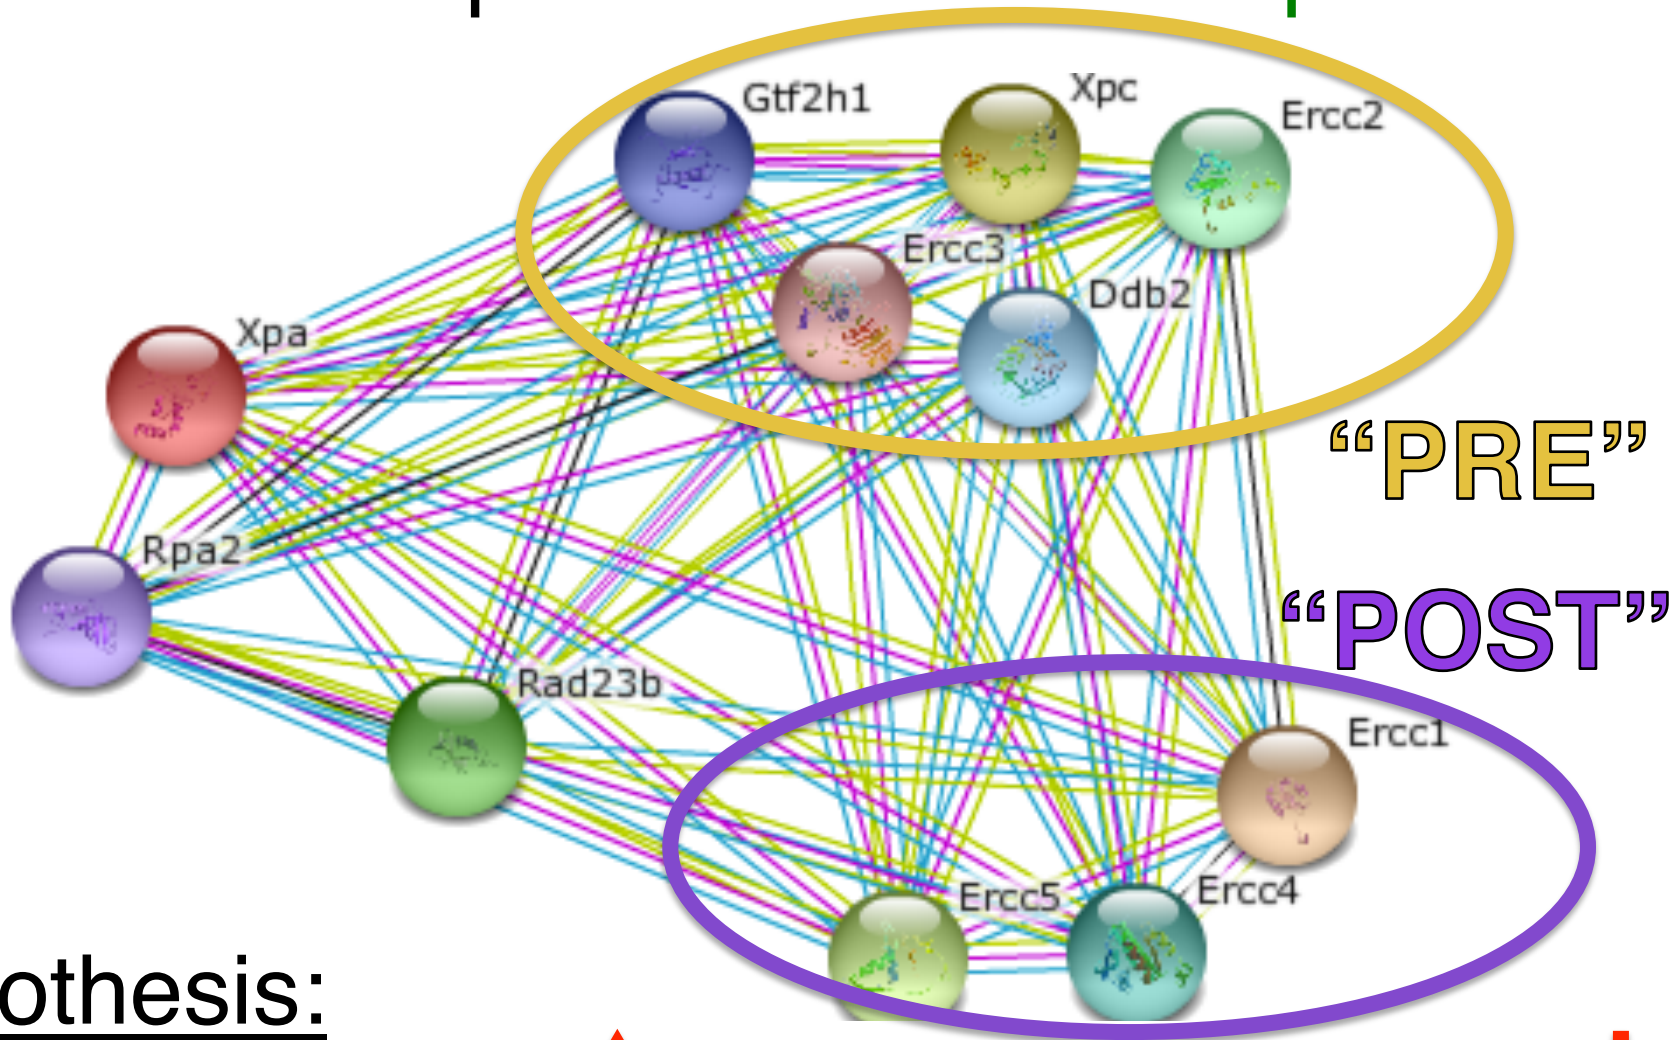 Gtf2h1
Xpc
Ercc2
Ercc3
Ddb2
Xpa
“PRE”
Rpa2
“POST”
Rad23b
Ercc1
Ercc5
Ercc4
othesis: